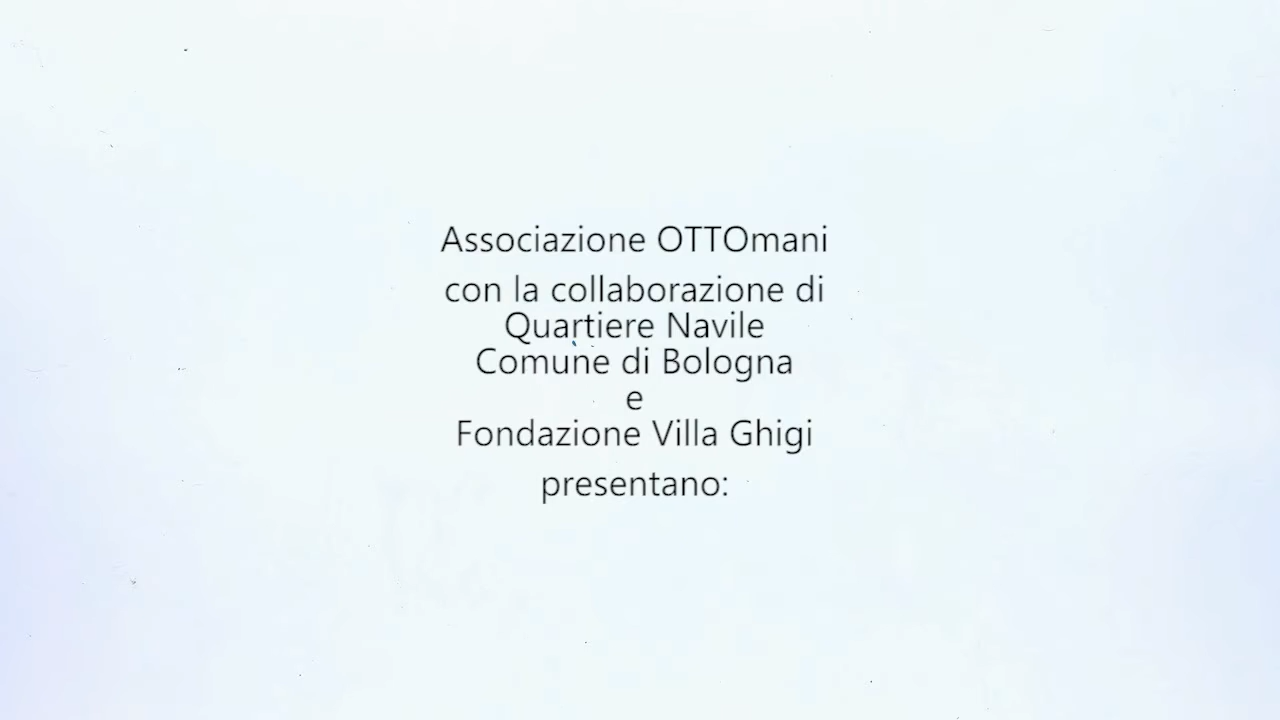 Associazione OTTOmani
con la collaborazione di
Quartiere Navile
Comune di Bologna
e
Fondazione Villa Ghigi
presentano: